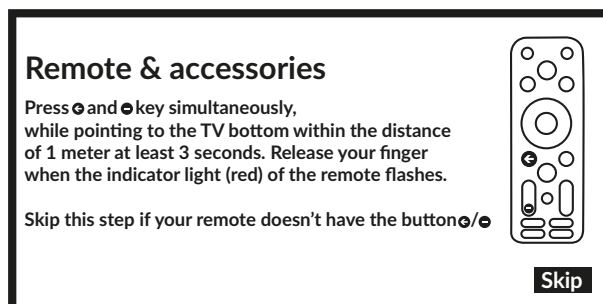 Remote & accessories
Press ← and − key simultaneously,
while pointing to the TV bottom within the distance
of 1 meter at least 3 seconds. Release your finger
when the indicator light (red) of the remote flashes.
Skip this step if your remote doesn't have the button ←/−
Skip